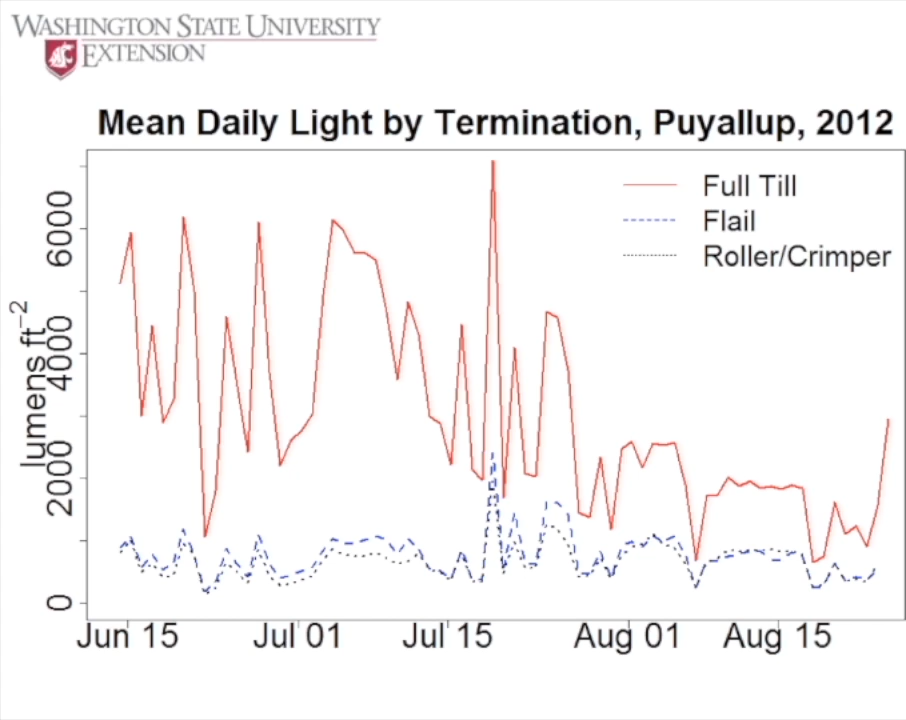 WASHINGTON STATE UNIVERSITY
EXTENSION
Mean Daily Light by Termination, Puyallup, 2012
Full Till
Flail
Roller/Crimper
lumens ft⁻²
6000
4000
2000
0
Jun 15 Jul 01 Jul 15 Aug 01 Aug 15